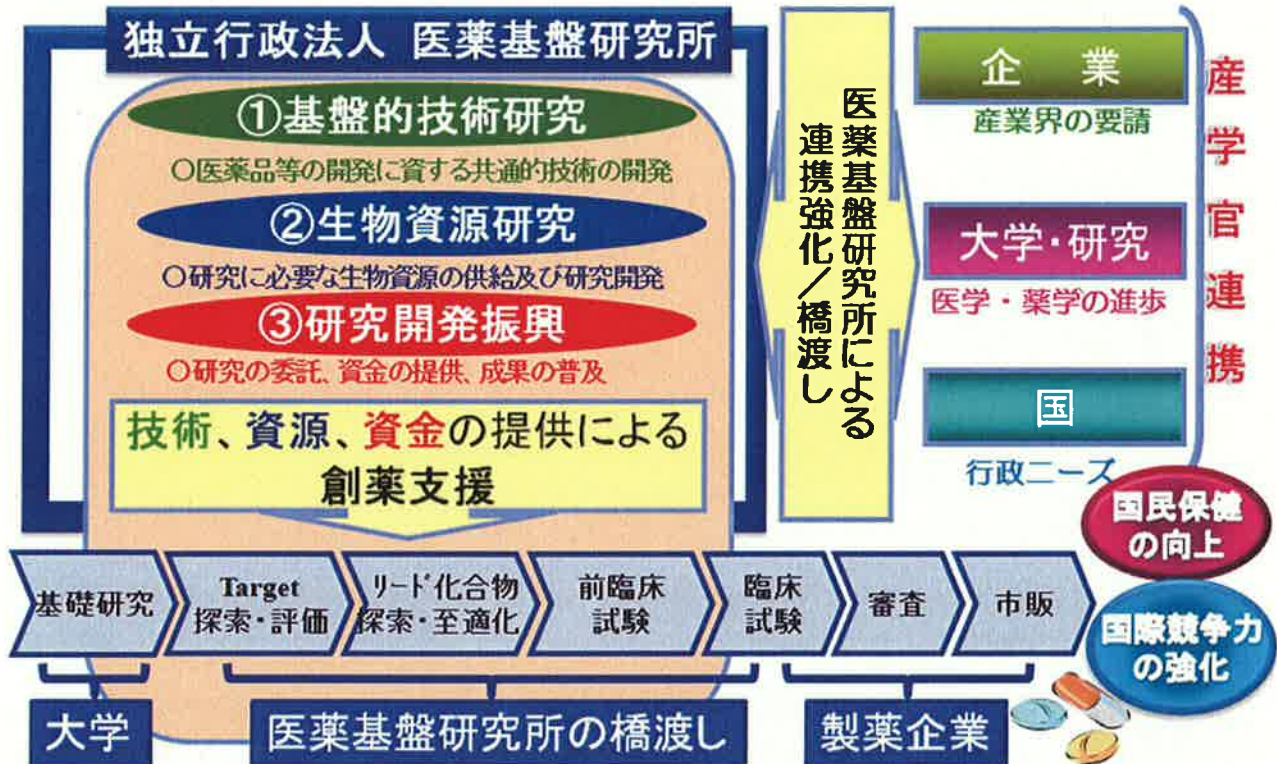 独立行政法人 医薬基盤研究所
①基盤的技術研究
○医薬品等の開発に資する共通的技術の開発
②生物資源研究
○研究に必要な生物資源の供給及び研究開発
③研究開発振興
○研究の委託、資金の提供、成果の普及
技術、資源、資金の提供による
創薬支援
医薬基盤研究所による
連携強化/橋渡し
企 業
産業界の要請
大学・研究
医学・薬学の進歩
国
行政ニーズ
産学官連携
国民保健
の向上
国際競争力
の強化
基礎研究
Target
探索・評価
リード化合物
探索・至適化
前臨床
試験
臨床
試験
審査
市販
大学
医薬基盤研究所の橋渡し
製薬企業